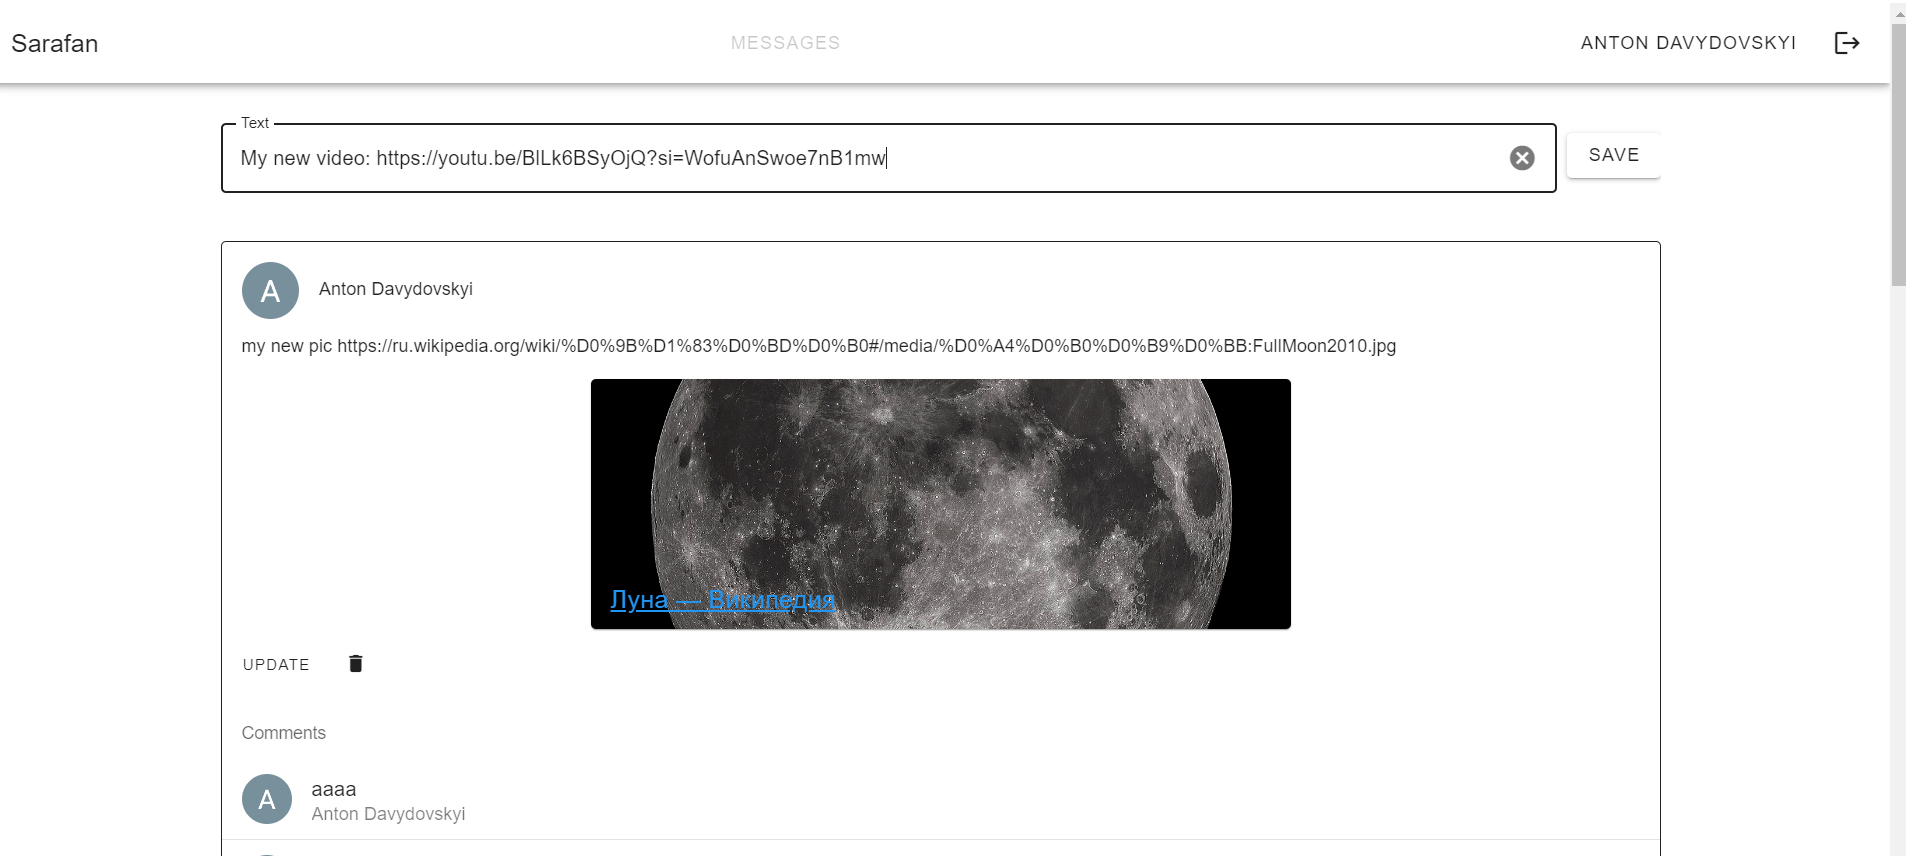 Sarafan
MESSAGES
ANTON DAVYDOVSKYI
Text
My new video: https://youtu.be/BlLk6BSyOjQ?si=WofuAnSwoe7nB1mw
SAVE
A
Anton Davydovskyi
my new pic https://ru.wikipedia.org/wiki/%D0%9B%D1%83%D0%BD%D0%B0#/media/%D0%A4%D0%B0%D0%B9%D0%BB:FullMoon2010.jpg
Луна — Википедия
UPDATE
Comments
A
aaaa
Anton Davydovskyi